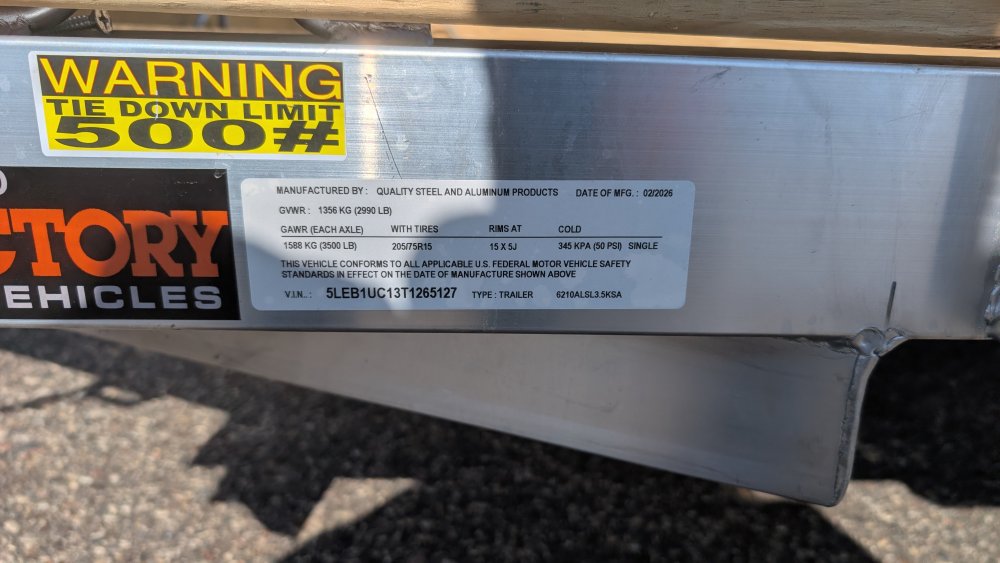 WARNING
TIE DOWN LIMIT
500#
CTORY
EHICLES
MANUFACTURED BY : QUALITY STEEL AND ALUMINUM PRODUCTS DATE OF MFG. : 02/2026
GVWR : 1356 KG (2990 LB)
GAWR (EACH AXLE) WITH TIRES RIMS AT COLD
1588 KG (3500 LB) 205/75R15 15 X 5J 345 KPA (50 PSI) SINGLE
THIS VEHICLE CONFORMS TO ALL APPLICABLE U.S. FEDERAL MOTOR VEHICLE SAFETY
STANDARDS IN EFFECT ON THE DATE OF MANUFACTURE SHOWN ABOVE
V.I.N.. : 5LEB1UC13T1265127 TYPE : TRAILER 6210ALSL3.5KSA